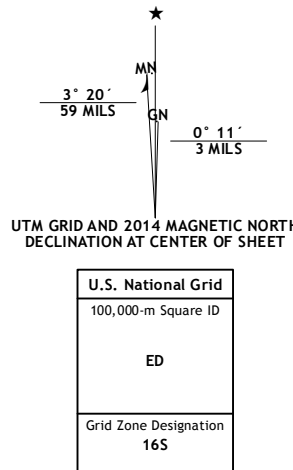 MN
3° 20´
59 MILS
GN
0° 11´
3 MILS
UTM GRID AND 2014 MAGNETIC NORTH
DECLINATION AT CENTER OF SHEET
U.S. National Grid
100,000-m Square ID
ED
Grid Zone Designation
16S